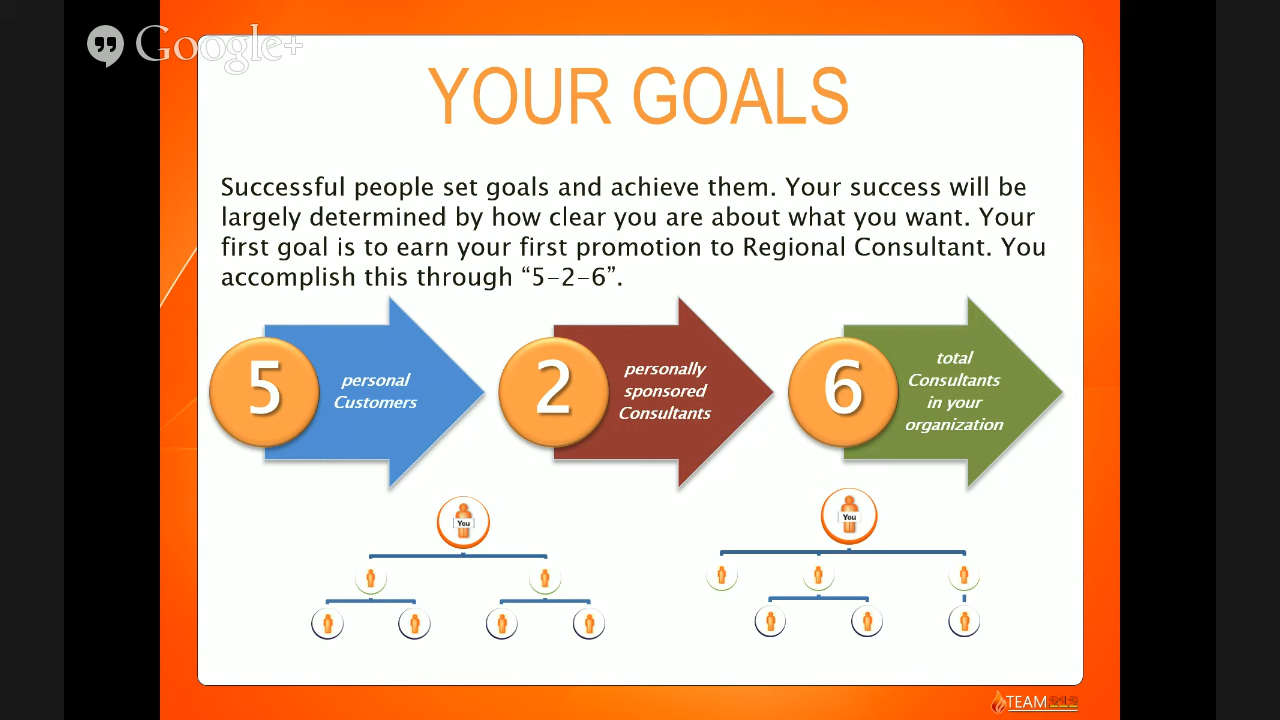 Google+
YOUR GOALS
Successful people set goals and achieve them. Your success will be
largely determined by how clear you are about what you want. Your
first goal is to earn your first promotion to Regional Consultant. You
accomplish this through “5-2-6”.
5
personal
Customers
2
personally
sponsored
Consultants
6
total
Consultants
in your
organization
You
You
TEAM 212